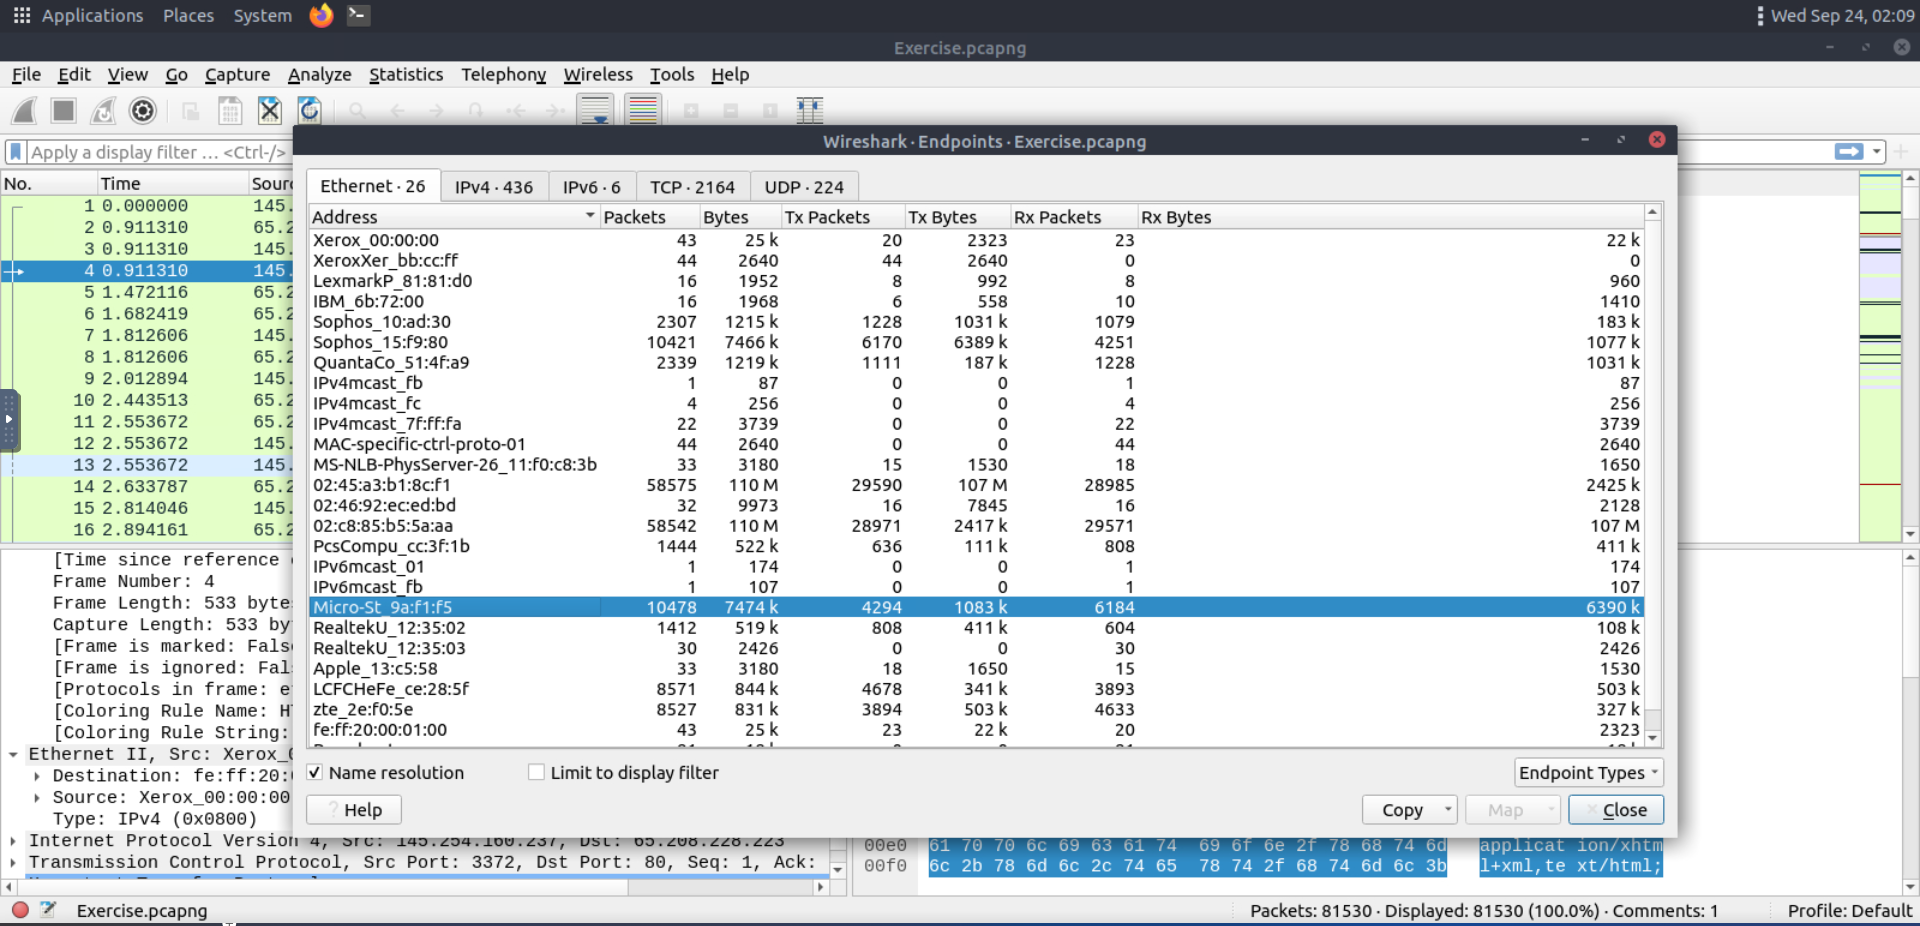 Applications Places System Wed Sep 24, 02:09
Exercise.pcapng
File Edit View Go Capture Analyze Statistics Telephony Wireless Tools Help
Apply a display filter … <Ctrl-/>
Wireshark · Endpoints · Exercise.pcapng
Ethernet · 26 IPv4 · 436 IPv6 · 6 TCP · 2164 UDP · 224
Address Packets Bytes Tx Packets Tx Bytes Rx Packets Rx Bytes
Xerox_00:00:00 43 25 k 20 2323 23 22 k
XeroxXer_bb:cc:ff 44 2640 44 2640 0 0
LexmarkP_81:81:d0 16 1952 8 992 8 960
IBM_6b:72:00 16 1968 6 558 10 1410
Sophos_10:ad:30 2307 1215 k 1228 1031 k 1079 183 k
Sophos_15:f9:80 10421 7466 k 6170 6389 k 4251 1077 k
QuantaCo_51:4f:a9 2339 1219 k 1111 187 k 1228 1031 k
IPv4mcast_fb 1 87 0 0 1 87
IPv4mcast_fc 4 256 0 0 4 256
IPv4mcast_7f:ff:fa 22 3739 0 0 22 3739
MAC-specific-ctrl-proto-01 44 2640 0 0 44 2640
MS-NLB-PhysServer-26_11:f0:c8:3b 33 3180 15 1530 18 1650
02:45:a3:b1:8c:f1 58575 110 M 29590 107 M 28985 2425 k
02:46:92:ec:ed:bd 32 9973 16 7845 16 2128
02:c8:85:b5:5a:aa 58542 110 M 28971 2417 k 29571 107 M
PcsCompu_cc:3f:1b 1444 522 k 636 111 k 808 411 k
IPv6mcast_01 1 174 0 0 1 174
IPv6mcast_fb 1 107 0 0 1 107
Micro-St_9a:f1:f5 10478 7474 k 4294 1083 k 6184 6390 k
RealtekU_12:35:02 1412 519 k 808 411 k 604 108 k
RealtekU_12:35:03 30 2426 0 0 30 2426
Apple_13:c5:58 33 3180 18 1650 15 1530
LCFCHeFe_ce:28:5f 8571 844 k 4678 341 k 3893 503 k
zte_2e:f0:5e 8527 831 k 3894 503 k 4633 327 k
fe:ff:20:00:01:00 43 25 k 23 22 k 20 2323
Name resolution Limit to display filter Endpoint Types
Help Copy Map Close
No. Time Sour
1 0.000000 145.
2 0.911310 65.2
3 0.911310 145.
4 0.911310 145.
5 1.472116 65.2
6 1.682419 65.2
7 1.812606 145.
8 1.812606 65.2
9 2.012894 145.
10 2.443513 65.2
11 2.553672 65.2
12 2.553672 145.
13 2.553672 145.
14 2.633787 65.2
15 2.814046 145.
16 2.894161 65.2
[Time since reference
Frame Number: 4
Frame Length: 533 byte
Capture Length: 533 by
[Frame is marked: Fals
[Frame is ignored: Fal
[Protocols in frame: e
[Coloring Rule Name: H
[Coloring Rule String:
Ethernet II, Src: Xerox_0
Destination: fe:ff:20:
Source: Xerox_00:00:00
Type: IPv4 (0x0800)
Internet Protocol Version 4, Src: 145.254.160.237, Dst: 65.208.228.223
Transmission Control Protocol, Src Port: 3372, Dst Port: 80, Seq: 1, Ack:
00e0 61 70 70 6c 69 63 61 74 69 6f 6e 2f 78 68 74 6d applicat ion/xhtm
00f0 6c 2b 78 6d 6c 2c 74 65 78 74 2f 68 74 6d 6c 3b l+xml,te xt/html;
Exercise.pcapng Packets: 81530 · Displayed: 81530 (100.0%) · Comments: 1 Profile: Default